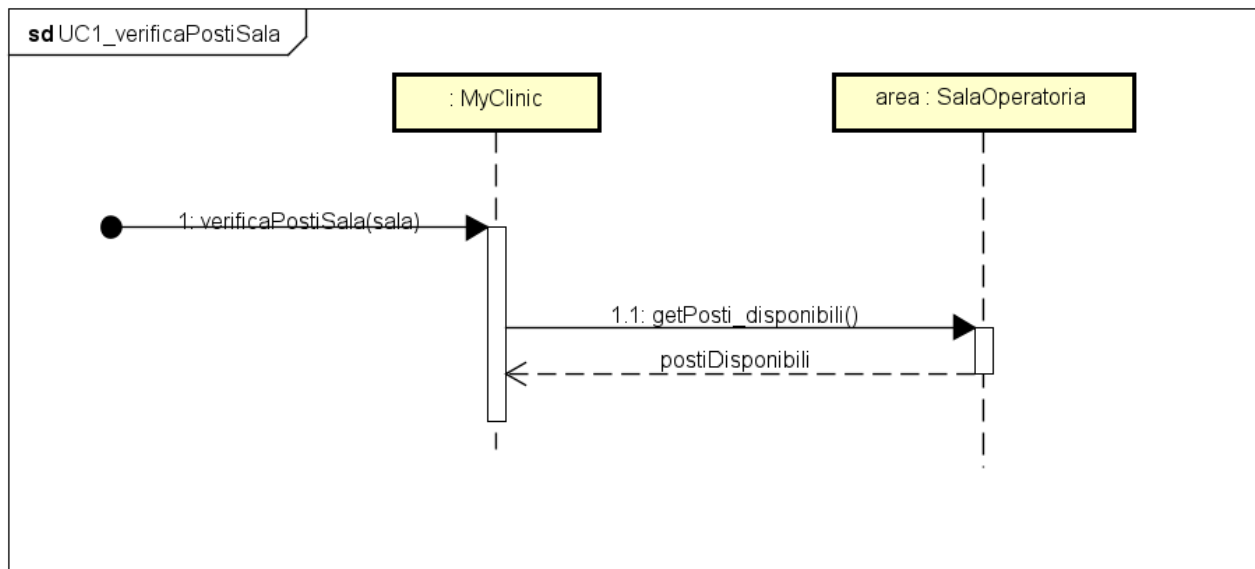 sd UC1_verificaPostiSala
: MyClinic
area : SalaOperatoria
1: verificaPostiSala(sala)
1.1: getPosti_disponibili()
postiDisponibili